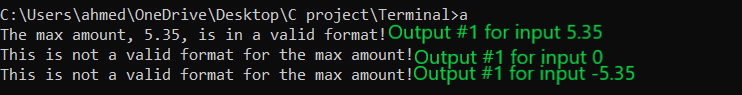 C:\Users\ahmed\OneDrive\Desktop\C project\Terminal>a
The max amount, 5.35, is in a valid format!Output #1 for input 5.35
This is not a valid format for the max amount!Output #1 for input 0
This is not a valid format for the max amount!Output #1 for input -5.35